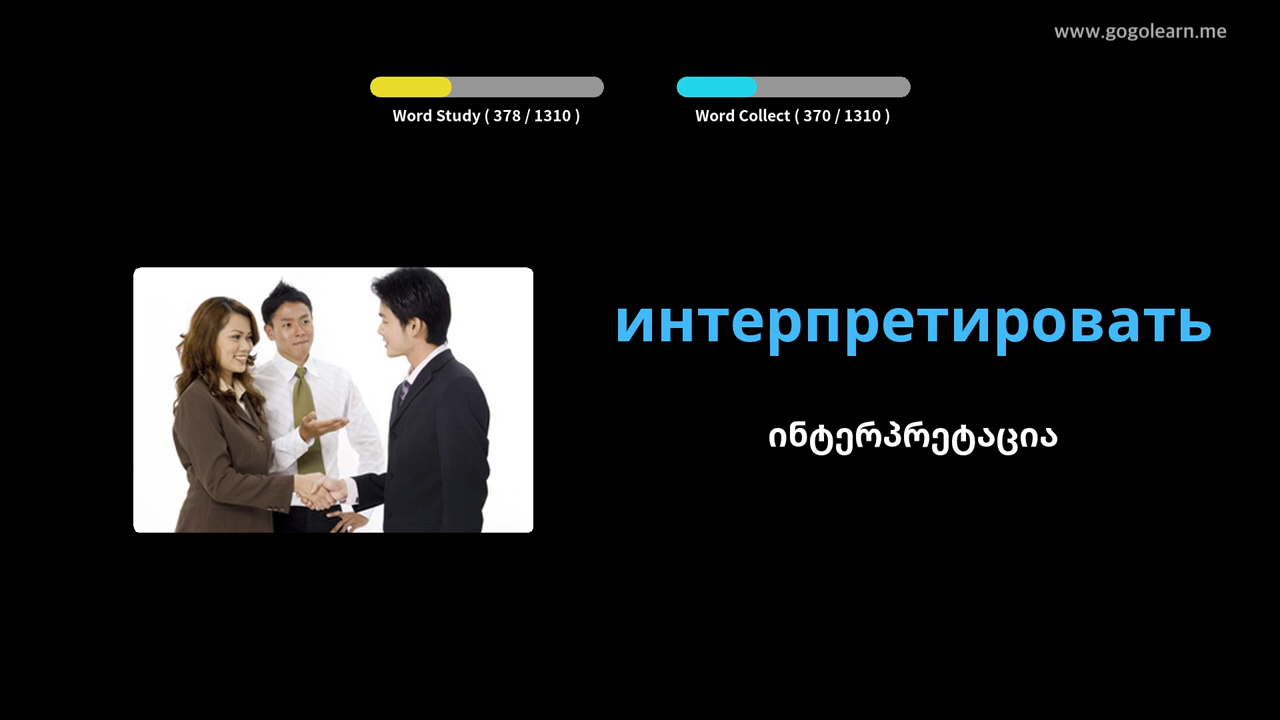 www.gogolearn.me
Word Study ( 378 / 1310 )
Word Collect ( 370 / 1310 )
интерпретировать
ინტერპრეტაცია